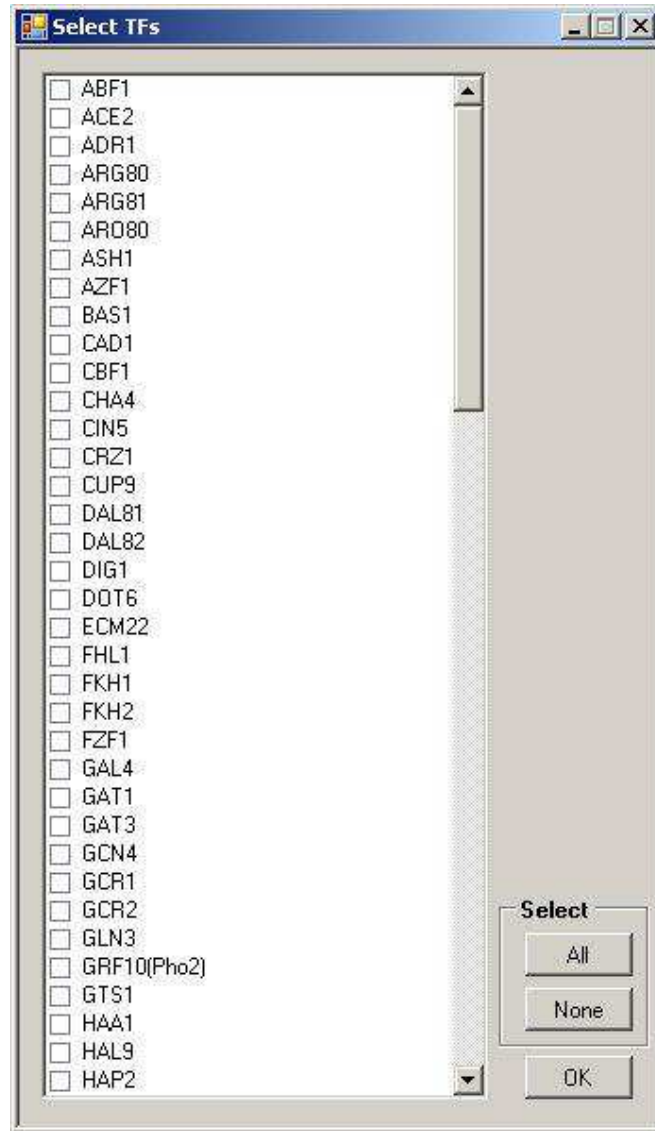 Select TFs
ABF1
ACE2
ADR1
ARG80
ARG81
ARO80
ASH1
AZF1
BAS1
CAD1
CBF1
CHA4
CIN5
CRZ1
CUP9
DAL81
DAL82
DIG1
DOT6
ECM22
FHL1
FKH1
FKH2
FZF1
GAL4
GAT1
GAT3
GCN4
GCR1
GCR2
GLN3
GRF10(Pho2)
GTS1
HAA1
HAL9
HAP2
Select
All
None
OK